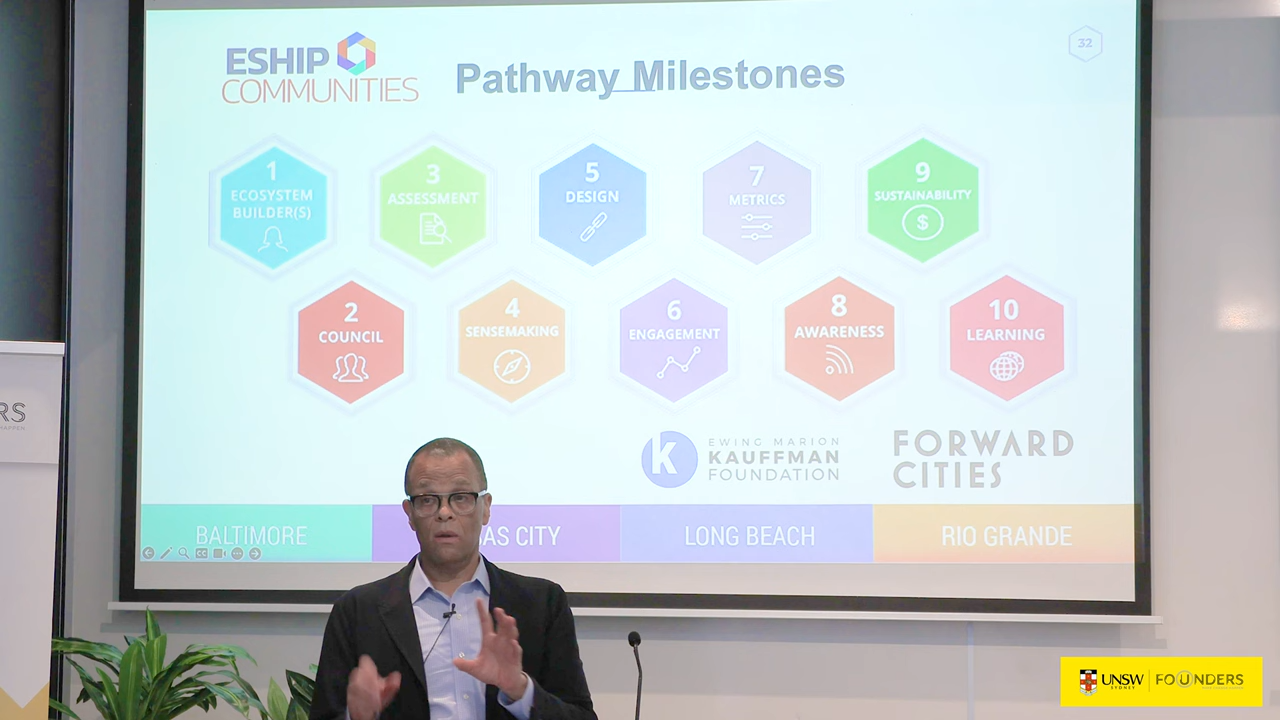 ESHIP
COMMUNITIES
Pathway Milestones
32
1
ECOSYSTEM
BUILDER(S)
3
ASSESSMENT
5
DESIGN
7
METRICS
9
SUSTAINABILITY
$
2
COUNCIL
4
SENSEMAKING
6
ENGAGEMENT
8
AWARENESS
10
LEARNING
K
EWING MARION
KAUFFMAN
FOUNDATION
FORWARD
CITIES
BALTIMORE
AS CITY
LONG BEACH
RIO GRANDE
CC
RS
UNSW
SYDNEY
FOUNDERS